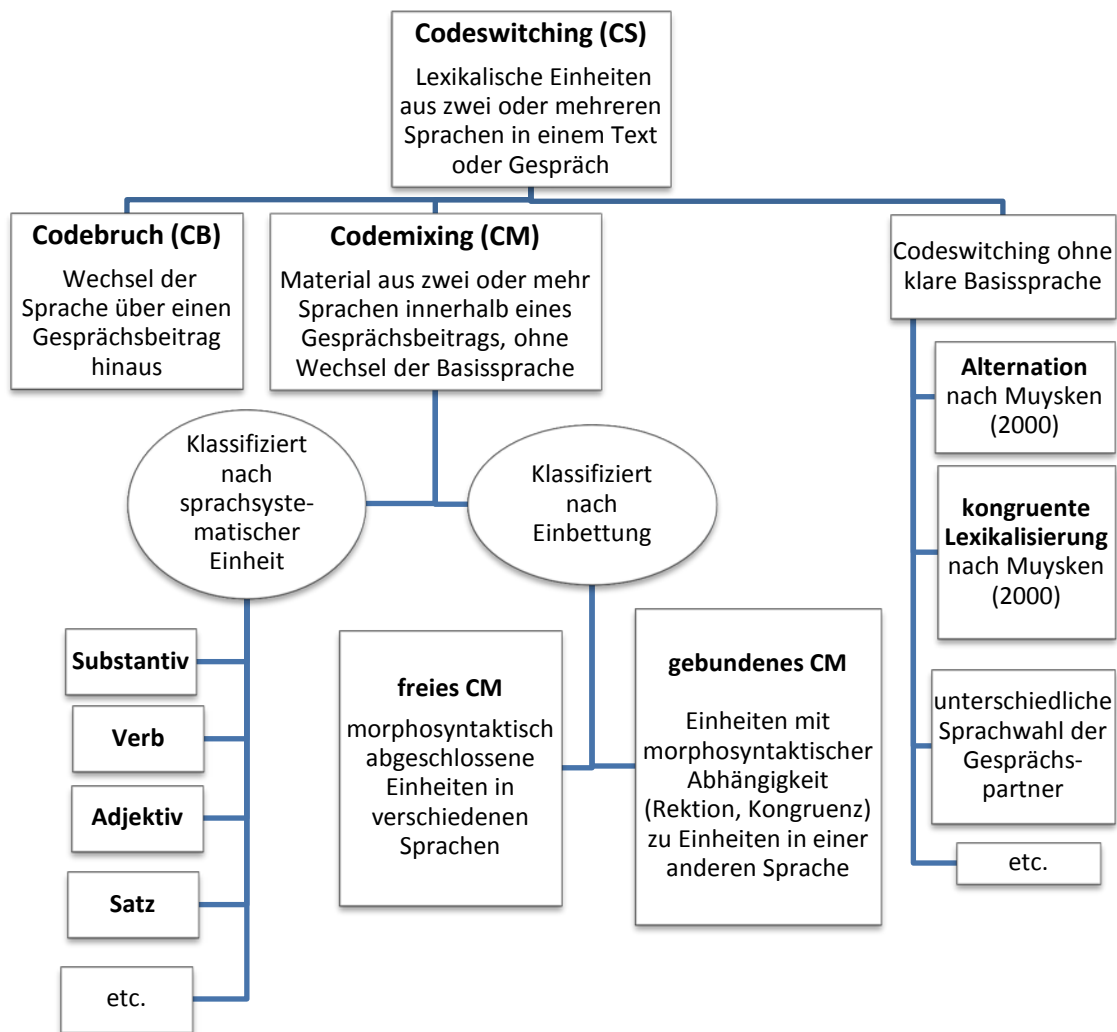 Codeswitching (CS)
Lexikalische Einheiten
aus zwei oder mehreren
Sprachen in einem Text
oder Gespräch
Codebruch (CB)
Wechsel der
Sprache über einen
Gesprächsbeitrag
hinaus
Codemixing (CM)
Material aus zwei oder mehr
Sprachen innerhalb eines
Gesprächsbeitrags, ohne
Wechsel der Basissprache
Codeswitching ohne
klare Basissprache
Alternation
nach Muysken
(2000)
kongruente
Lexikalisierung
nach Muysken
(2000)
unterschiedliche
Sprachwahl der
Gesprächs-
partner
etc.
Klassifiziert
nach
sprachsyste-
matischer
Einheit
Klassifiziert
nach
Einbettung
Substantiv
Verb
Adjektiv
Satz
etc.
freies CM
morphosyntaktisch
abgeschlossene
Einheiten in
verschiedenen
Sprachen
gebundenes CM
Einheiten mit
morphosyntaktischer
Abhängigkeit
(Rektion, Kongruenz)
zu Einheiten in einer
anderen Sprache